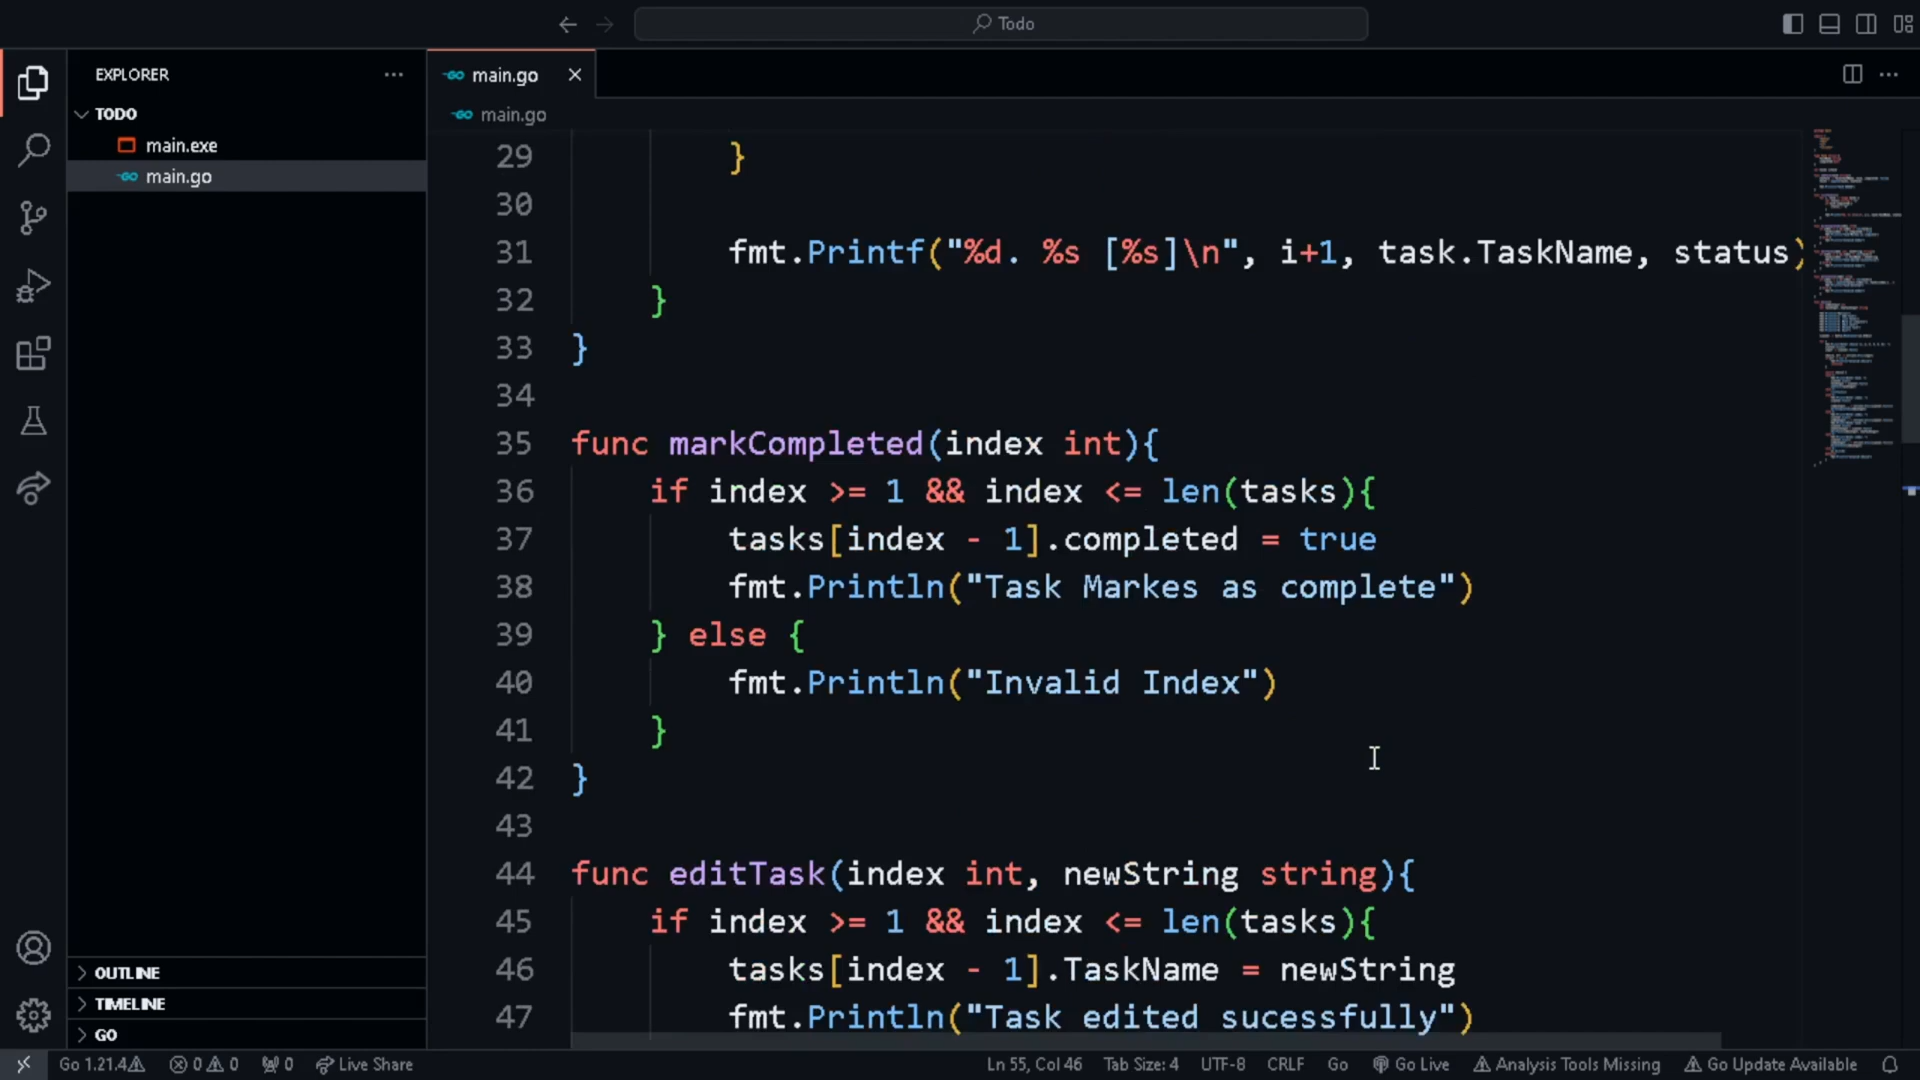 Todo
EXPLORER
TODO
main.exe
main.go
OUTLINE
TIMELINE
GO
main.go
main.go
29 }
30
31 fmt.Printf("%d. %s [%s]\n", i+1, task.TaskName, status)
32 }
33 }
34
35 func markCompleted(index int){
36 if index >= 1 && index <= len(tasks){
37 tasks[index - 1].completed = true
38 fmt.Println("Task Markes as complete")
39 } else {
40 fmt.Println("Invalid Index")
41 }
42 }
43
44 func editTask(index int, newString string){
45 if index >= 1 && index <= len(tasks){
46 tasks[index - 1].TaskName = newString
47 fmt.Println("Task edited sucessfully")
Go 1.21.4 0 0 0 Live Share Ln 55, Col 46 Tab Size: 4 UTF-8 CRLF Go Go Live Analysis Tools Missing Go Update Available